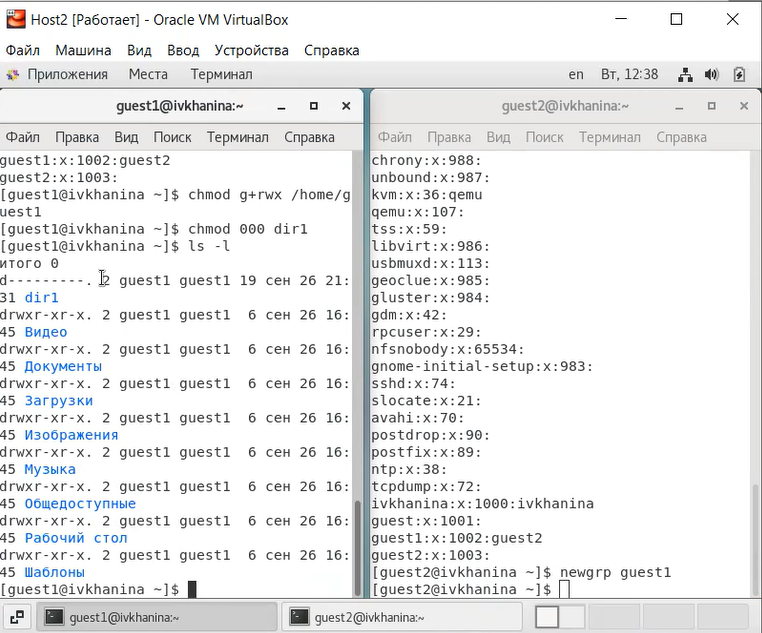 Host2 [Работает] - Oracle VM VirtualBox
Файл Машина Вид Ввод Устройства Справка
Приложения Места Терминал en Вт, 12:38
guest1@ivkhanina:~
Файл Правка Вид Поиск Терминал Справка
guest1:x:1002:guest2
guest2:x:1003:
[guest1@ivkhanina ~]$ chmod g+rwx /home/g
uest1
[guest1@ivkhanina ~]$ chmod 000 dir1
[guest1@ivkhanina ~]$ ls -l
итого 0
d---------. 2 guest1 guest1 19 сен 26 21:
31 dir1
drwxr-xr-x. 2 guest1 guest1  6 сен 26 16:
45 Видео
drwxr-xr-x. 2 guest1 guest1  6 сен 26 16:
45 Документы
drwxr-xr-x. 2 guest1 guest1  6 сен 26 16:
45 Загрузки
drwxr-xr-x. 2 guest1 guest1  6 сен 26 16:
45 Изображения
drwxr-xr-x. 2 guest1 guest1  6 сен 26 16:
45 Музыка
drwxr-xr-x. 2 guest1 guest1  6 сен 26 16:
45 Общедоступные
drwxr-xr-x. 2 guest1 guest1  6 сен 26 16:
45 Рабочий стол
drwxr-xr-x. 2 guest1 guest1  6 сен 26 16:
45 Шаблоны
[guest1@ivkhanina ~]$
guest2@ivkhanina:~
Файл Правка Вид Поиск Терминал Справка
chrony:x:988:
unbound:x:987:
kvm:x:36:qemu
qemu:x:107:
tss:x:59:
libvirt:x:986:
usbmuxd:x:113:
geoclue:x:985:
gluster:x:984:
gdm:x:42:
rpcuser:x:29:
nfsnobody:x:65534:
gnome-initial-setup:x:983:
sshd:x:74:
slocate:x:21:
avahi:x:70:
postdrop:x:90:
postfix:x:89:
ntp:x:38:
tcpdump:x:72:
ivkhanina:x:1000:ivkhanina
guest:x:1001:
guest1:x:1002:guest2
guest2:x:1003:
[guest2@ivkhanina ~]$ newgrp guest1
[guest2@ivkhanina ~]$
guest1@ivkhanina:~ guest2@ivkhanina:~